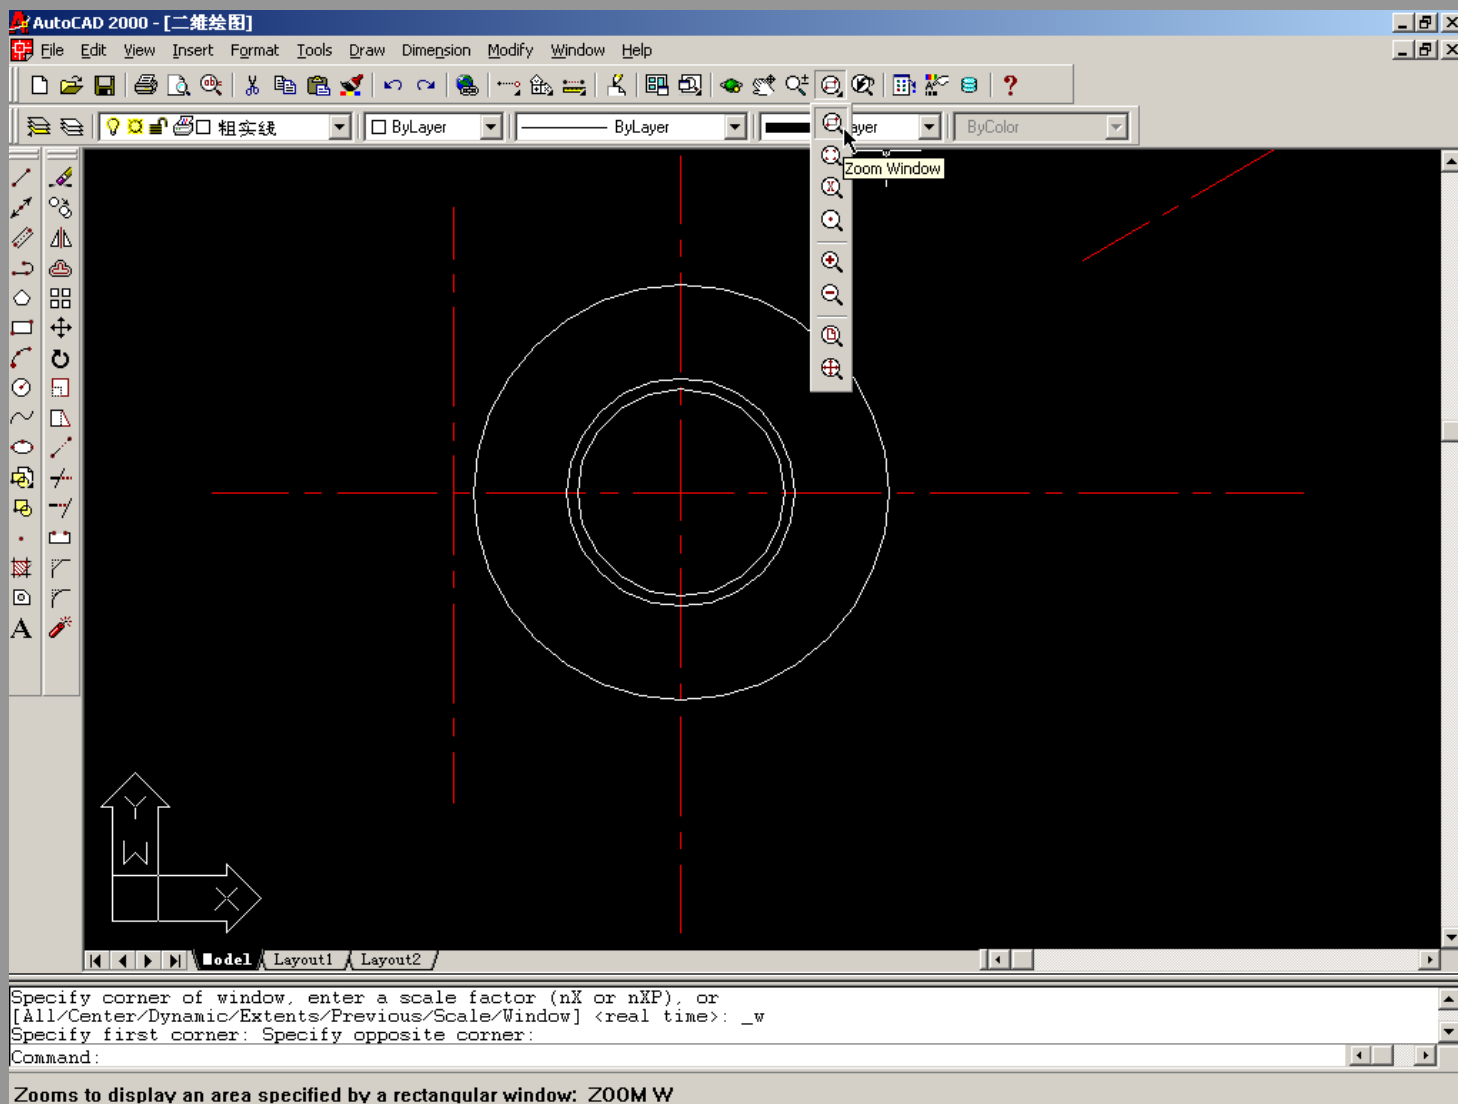 AutoCAD 2000 - [二維绘图]
File Edit View Insert Format Tools Draw Dimension Modify Window Help
粗实线 ByLayer ByLayer ayer ByColor
Zoom Window
Y
W
X
Model Layout1 Layout2
Specify corner of window, enter a scale factor (nX or nXP), or
[All/Center/Dynamic/Extents/Previous/Scale/Window] <real time>: _w
Specify first corner: Specify opposite corner:
Command:
Zooms to display an area specified by a rectangular window: ZOOM W